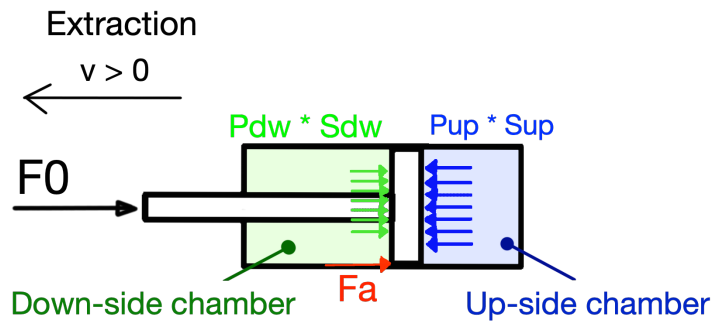 Extraction
v > 0
Pdw * Sdw
Pup * Sup
F0
Fa
Down-side chamber
Up-side chamber